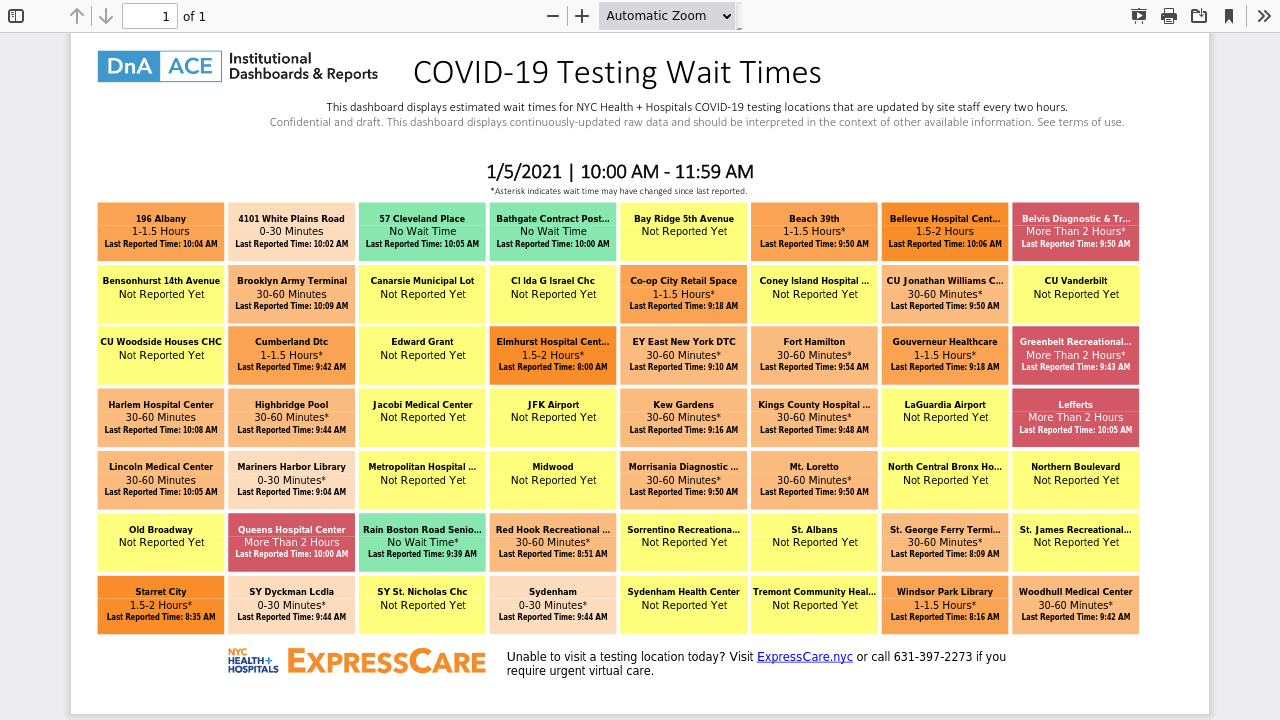 1 of 1 Automatic Zoom
DnA ACE Institutional Dashboards & Reports
COVID-19 Testing Wait Times
This dashboard displays estimated wait times for NYC Health + Hospitals COVID-19 testing locations that are updated by site staff every two hours.
Confidential and draft. This dashboard displays continuously-updated raw data and should be interpreted in the context of other available information. See terms of use.
1/5/2021 | 10:00 AM - 11:59 AM
*Asterisk indicates wait time may have changed since last reported.
196 Albany
1-1.5 Hours
Last Reported Time: 10:04 AM
4101 White Plains Road
0-30 Minutes
Last Reported Time: 10:02 AM
57 Cleveland Place
No Wait Time
Last Reported Time: 10:05 AM
Bathgate Contract Post...
No Wait Time
Last Reported Time: 10:00 AM
Bay Ridge 5th Avenue
Not Reported Yet
Beach 39th
1-1.5 Hours*
Last Reported Time: 9:50 AM
Bellevue Hospital Cent...
1.5-2 Hours
Last Reported Time: 10:06 AM
Belvis Diagnostic & Tr...
More Than 2 Hours*
Last Reported Time: 9:50 AM
Bensonhurst 14th Avenue
Not Reported Yet
Brooklyn Army Terminal
30-60 Minutes
Last Reported Time: 10:09 AM
Canarsie Municipal Lot
Not Reported Yet
Cl Ida G Israel Chc
Not Reported Yet
Co-op City Retail Space
1-1.5 Hours*
Last Reported Time: 9:18 AM
Coney Island Hospital ...
Not Reported Yet
CU Jonathan Williams C...
30-60 Minutes*
Last Reported Time: 9:50 AM
CU Vanderbilt
Not Reported Yet
CU Woodside Houses CHC
Not Reported Yet
Cumberland Dtc
1-1.5 Hours*
Last Reported Time: 9:42 AM
Edward Grant
Not Reported Yet
Elmhurst Hospital Cent...
1.5-2 Hours*
Last Reported Time: 8:00 AM
EY East New York DTC
30-60 Minutes*
Last Reported Time: 9:10 AM
Fort Hamilton
30-60 Minutes*
Last Reported Time: 9:54 AM
Gouverneur Healthcare
1-1.5 Hours*
Last Reported Time: 9:18 AM
Greenbelt Recreational...
More Than 2 Hours*
Last Reported Time: 9:43 AM
Harlem Hospital Center
30-60 Minutes
Last Reported Time: 10:08 AM
Highbridge Pool
30-60 Minutes*
Last Reported Time: 9:44 AM
Jacobi Medical Center
Not Reported Yet
JFK Airport
Not Reported Yet
Kew Gardens
30-60 Minutes*
Last Reported Time: 9:16 AM
Kings County Hospital ...
30-60 Minutes*
Last Reported Time: 9:48 AM
LaGuardia Airport
Not Reported Yet
Lefferts
More Than 2 Hours
Last Reported Time: 10:05 AM
Lincoln Medical Center
30-60 Minutes
Last Reported Time: 10:05 AM
Mariners Harbor Library
0-30 Minutes*
Last Reported Time: 9:04 AM
Metropolitan Hospital ...
Not Reported Yet
Midwood
Not Reported Yet
Morrisania Diagnostic ...
30-60 Minutes*
Last Reported Time: 9:50 AM
Mt. Loretto
30-60 Minutes*
Last Reported Time: 9:50 AM
North Central Bronx Ho...
Not Reported Yet
Northern Boulevard
Not Reported Yet
Old Broadway
Not Reported Yet
Queens Hospital Center
More Than 2 Hours
Last Reported Time: 10:00 AM
Rain Boston Road Senio...
No Wait Time*
Last Reported Time: 9:39 AM
Red Hook Recreational ...
30-60 Minutes*
Last Reported Time: 8:51 AM
Sorrentino Recreationa...
Not Reported Yet
St. Albans
Not Reported Yet
St. George Ferry Termi...
30-60 Minutes*
Last Reported Time: 8:09 AM
St. James Recreational...
Not Reported Yet
Starret City
1.5-2 Hours*
Last Reported Time: 8:35 AM
SY Dyckman Lcdla
0-30 Minutes*
Last Reported Time: 9:44 AM
SY St. Nicholas Chc
Not Reported Yet
Sydenham
0-30 Minutes*
Last Reported Time: 9:44 AM
Sydenham Health Center
Not Reported Yet
Tremont Community Heal...
Not Reported Yet
Windsor Park Library
1-1.5 Hours*
Last Reported Time: 8:16 AM
Woodhull Medical Center
30-60 Minutes*
Last Reported Time: 9:42 AM
NYC HEALTH+ HOSPITALS
EXPRESSCARE
Unable to visit a testing location today? Visit ExpressCare.nyc or call 631-397-2273 if you
require urgent virtual care.